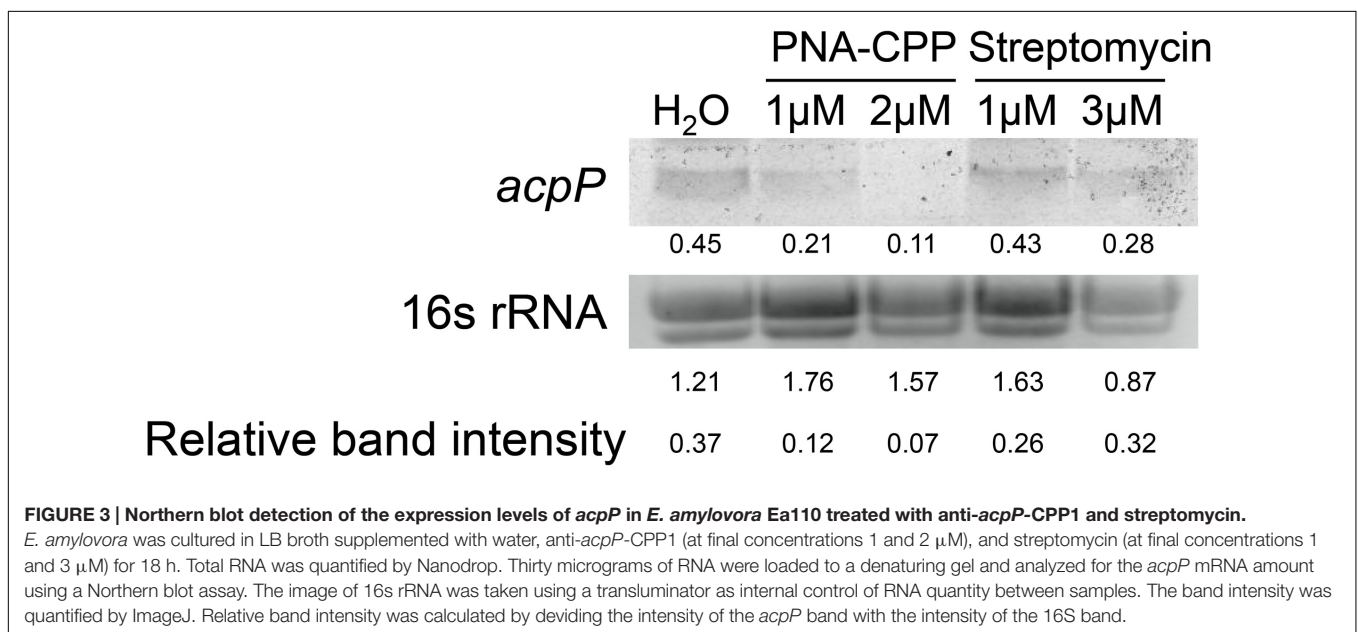 PNA-CPP Streptomycin
H₂O 1µM 2µM 1µM 3µM
acpP
0.45 0.21 0.11 0.43 0.28
16s rRNA
1.21 1.76 1.57 1.63 0.87
Relative band intensity 0.37 0.12 0.07 0.26 0.32
FIGURE 3 | Northern blot detection of the expression levels of acpP in E. amylovora Ea110 treated with anti-acpP-CPP1 and streptomycin.
E. amylovora was cultured in LB broth supplemented with water, anti-acpP-CPP1 (at final concentrations 1 and 2 μM), and streptomycin (at final concentrations 1
and 3 μM) for 18 h. Total RNA was quantified by Nanodrop. Thirty micrograms of RNA were loaded to a denaturing gel and analyzed for the acpP mRNA amount
using a Northern blot assay. The image of 16s rRNA was taken using a transluminator as internal control of RNA quantity between samples. The band intensity was
quantified by ImageJ. Relative band intensity was calculated by deviding the intensity of the acpP band with the intensity of the 16S band.